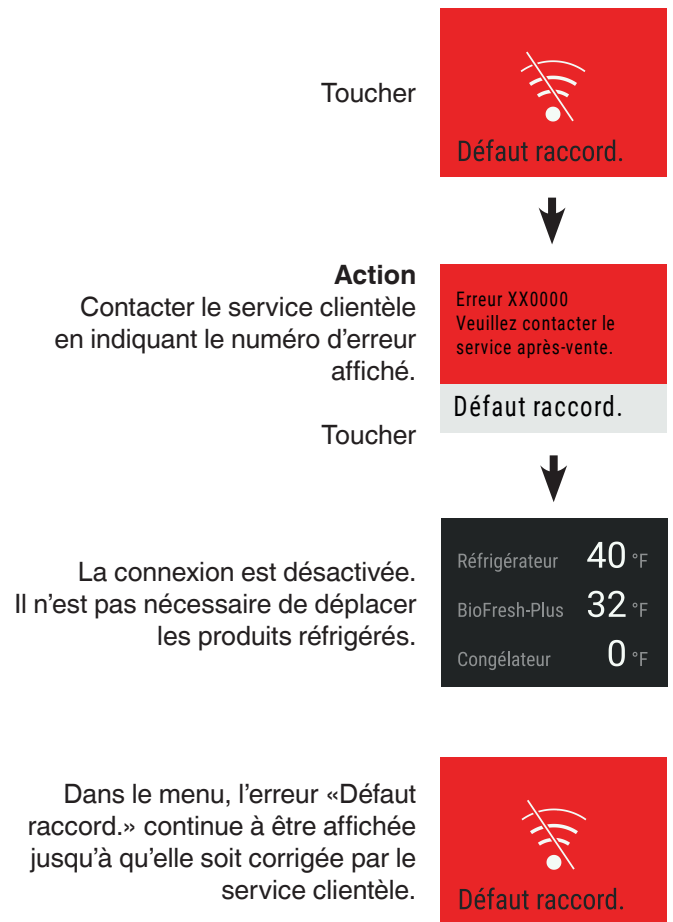 Toucher
Défaut raccord.
Action
Contacter le service clientèle
en indiquant le numéro d'erreur
affiché.
Toucher
Erreur XX0000
Veuillez contacter le
service après-vente.
Défaut raccord.
La connexion est désactivée.
Il n'est pas nécessaire de déplacer
les produits réfrigérés.
Réfrigérateur 40 °F
BioFresh-Plus 32 °F
Congélateur 0 °F
Dans le menu, l'erreur «Défaut
raccord.» continue à être affichée
jusqu'à qu'elle soit corrigée par le
service clientèle.
Défaut raccord.